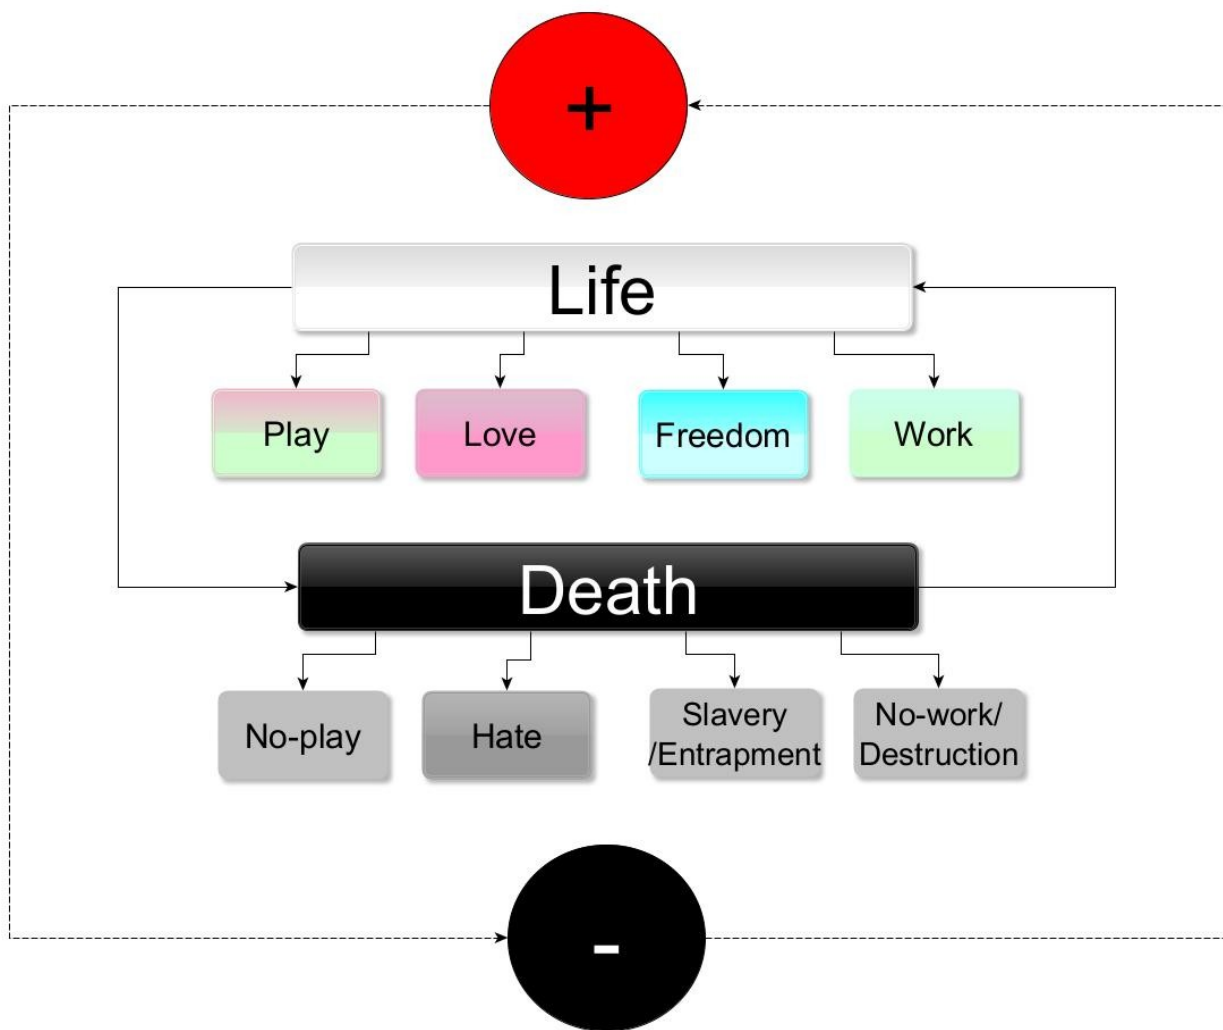 +
Life
Play
Love
Freedom
Work
Death
No-play
Hate
Slavery
/Entrapment
No-work/
Destruction
-